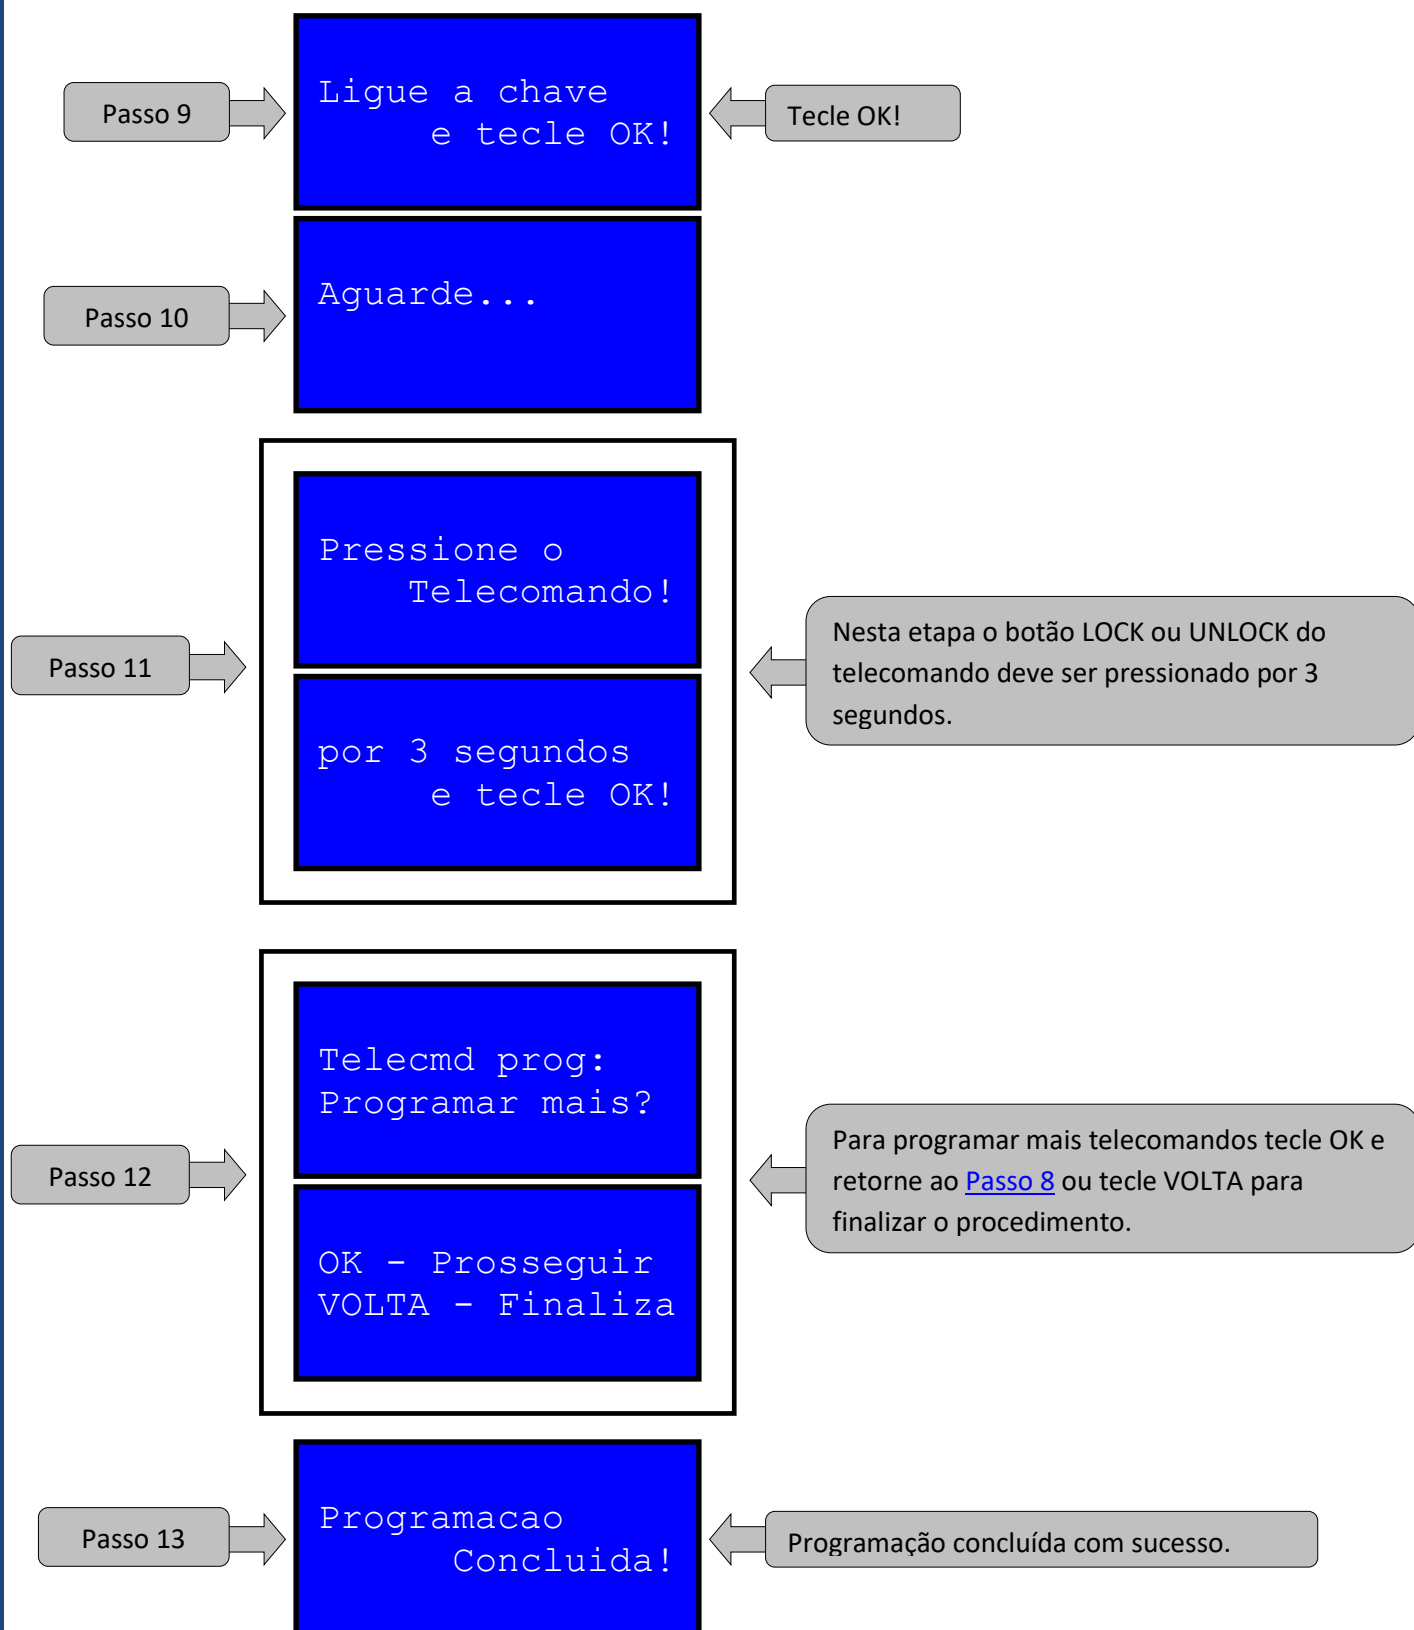 Passo 9
Ligue a chave
e tecle OK!
Tecle OK!
Passo 10
Aguarde...
Passo 11
Pressione o
Telecomando!
por 3 segundos
e tecle OK!
Nesta etapa o botão LOCK ou UNLOCK do
telecomando deve ser pressionado por 3
segundos.
Passo 12
Telecmd prog:
Programar mais?
OK - Prosseguir
VOLTA - Finaliza
Para programar mais telecomandos tecle OK e
retorne ao Passo 8 ou tecle VOLTA para
finalizar o procedimento.
Passo 13
Programacao
Concluida!
Programação concluída com sucesso.